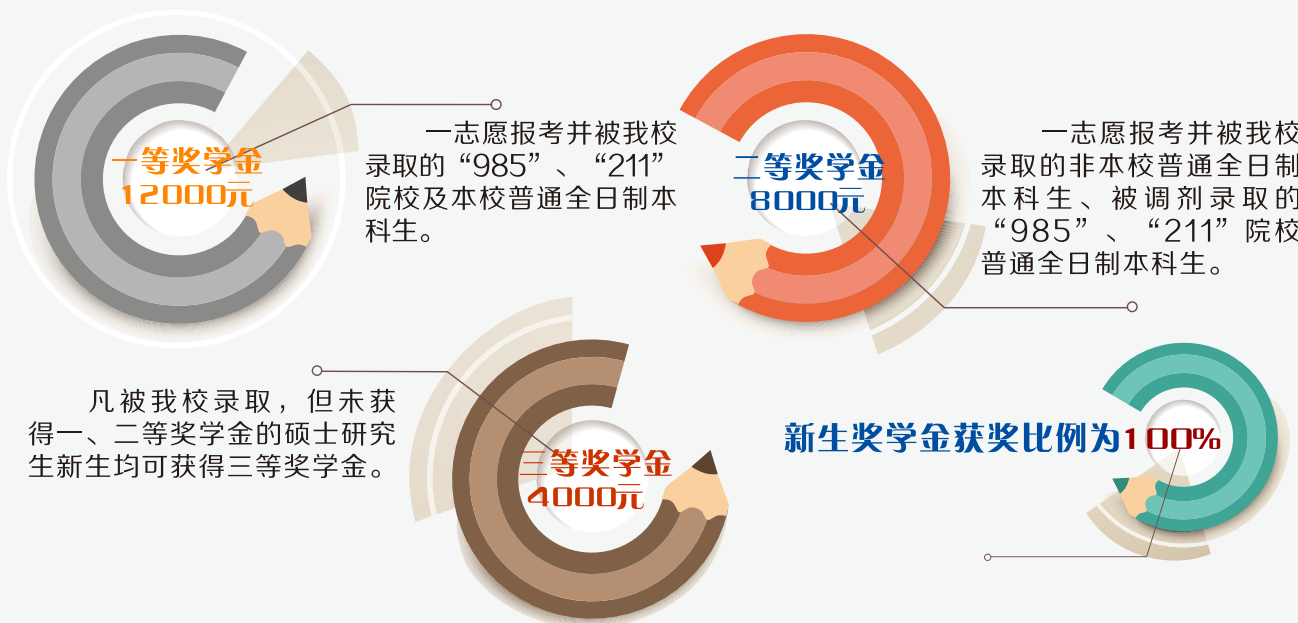 一等奖学金
12000元
一志愿报考并被我校
录取的“985”、“211”
院校及本校普通全日制本
科生。
二等奖学金
8000元
一志愿报考并被我校
录取的非本校普通全日制
本科生、被调剂录取的
“985”、“211”院校
普通全日制本科生。
凡被我校录取，但未获
得一、二等奖学金的硕士研究
生新生均可获得三等奖学金。
三等奖学金
4000元
新生奖学金获奖比例为100%